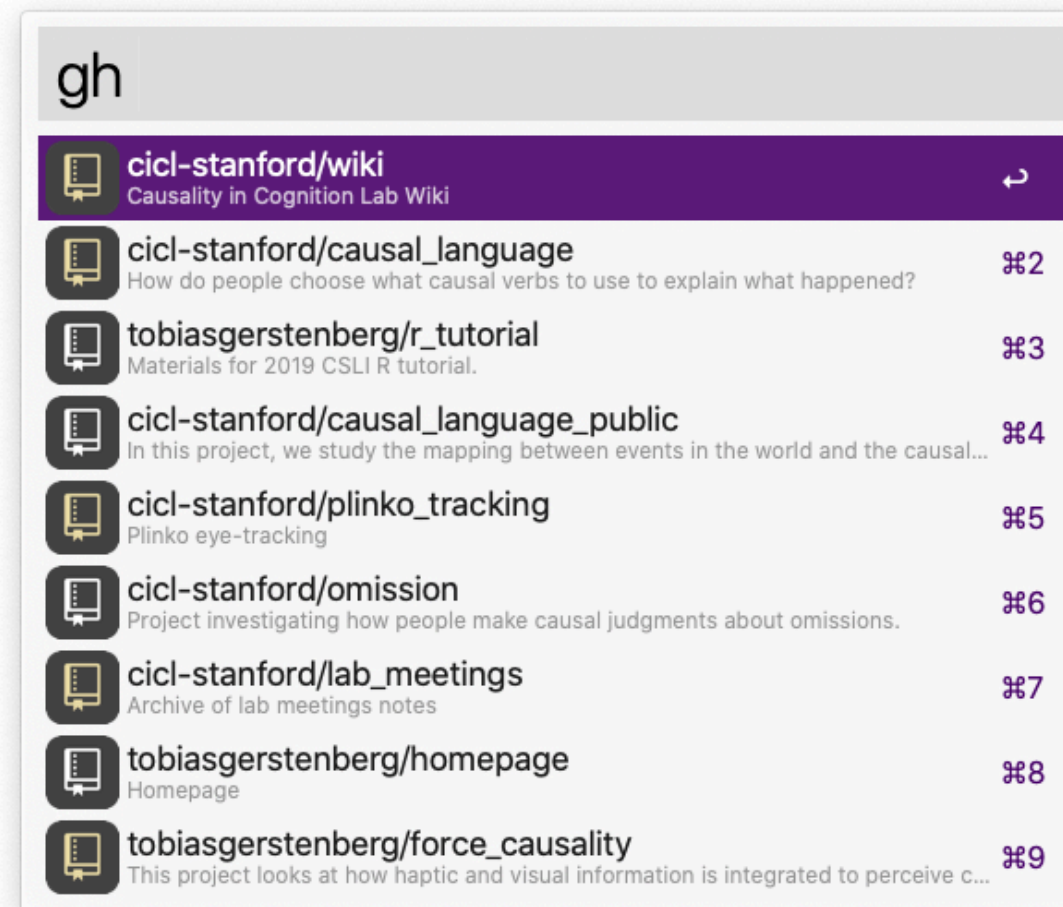 gh
cicl-stanford/wiki
Causality in Cognition Lab Wiki
↩
cicl-stanford/causal_language
How do people choose what causal verbs to use to explain what happened?
⌘2
tobiasgerstenberg/r_tutorial
Materials for 2019 CSLI R tutorial.
⌘3
cicl-stanford/causal_language_public
In this project, we study the mapping between events in the world and the causal...
⌘4
cicl-stanford/plinko_tracking
Plinko eye-tracking
⌘5
cicl-stanford/omission
Project investigating how people make causal judgments about omissions.
⌘6
cicl-stanford/lab_meetings
Archive of lab meetings notes
⌘7
tobiasgerstenberg/homepage
Homepage
⌘8
tobiasgerstenberg/force_causality
This project looks at how haptic and visual information is integrated to perceive c...
⌘9